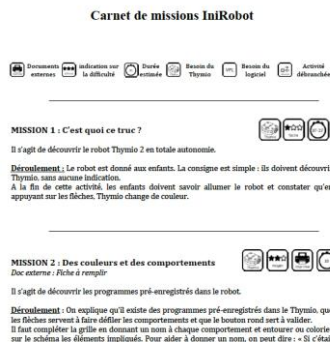 Carnet de missions IniRobot
Documents externes
indication sur la difficulté
Durée estimée
Besoin du Thymio
Besoin du logiciel
Activité débranchée
MISSION 1 : C'est quoi ce truc ?
Il s'agit de découvrir le robot Thymio 2 en totale autonomie.
Déroulement : Le robot est donné aux enfants. La consigne est simple : ils doivent découvrir
Thymio, sans aucune indication.
A la fin de cette activité, les enfants doivent savoir allumer le robot et constater qu'en
appuyant sur les flèches, Thymio change de couleur.
MISSION 2 : Des couleurs et des comportements
Doc externe : Fiche à remplir
Il s'agit de découvrir les programmes pré-enregistrés dans le robot.
Déroulement : On explique qu'il existe des programmes pré-enregistrés dans le Thymio, que
les flèches servent à faire défiler les comportements et que le bouton rond sert à valider.
Il faut compléter la grille en donnant un nom à chaque comportement et entourer ou colorier
sur le schéma les éléments impliqués. Pour aider à donner un nom, on peut dire : « Si c'étai